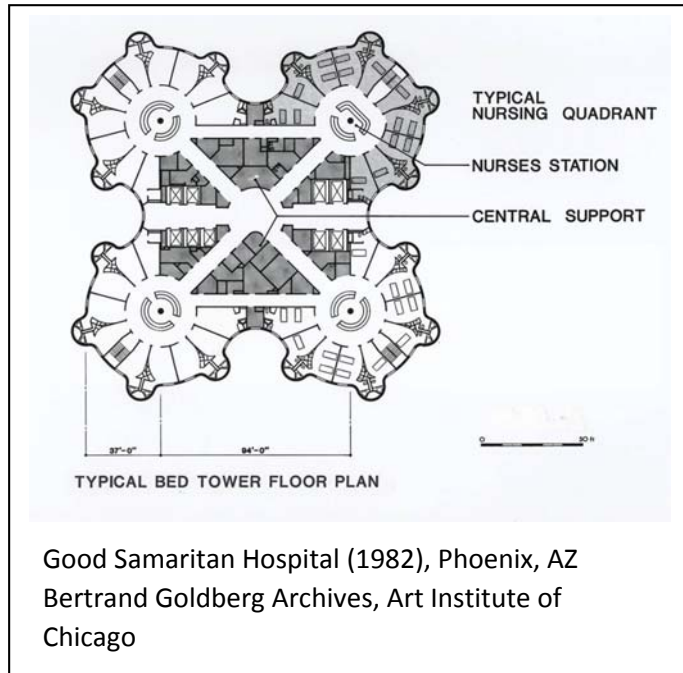 TYPICAL
NURSING QUADRANT
NURSES STATION
CENTRAL SUPPORT
37'-0"
94'-0"
0
TYPICAL BED TOWER FLOOR PLAN
Good Samaritan Hospital (1982), Phoenix, AZ
Bertrand Goldberg Archives, Art Institute of
Chicago